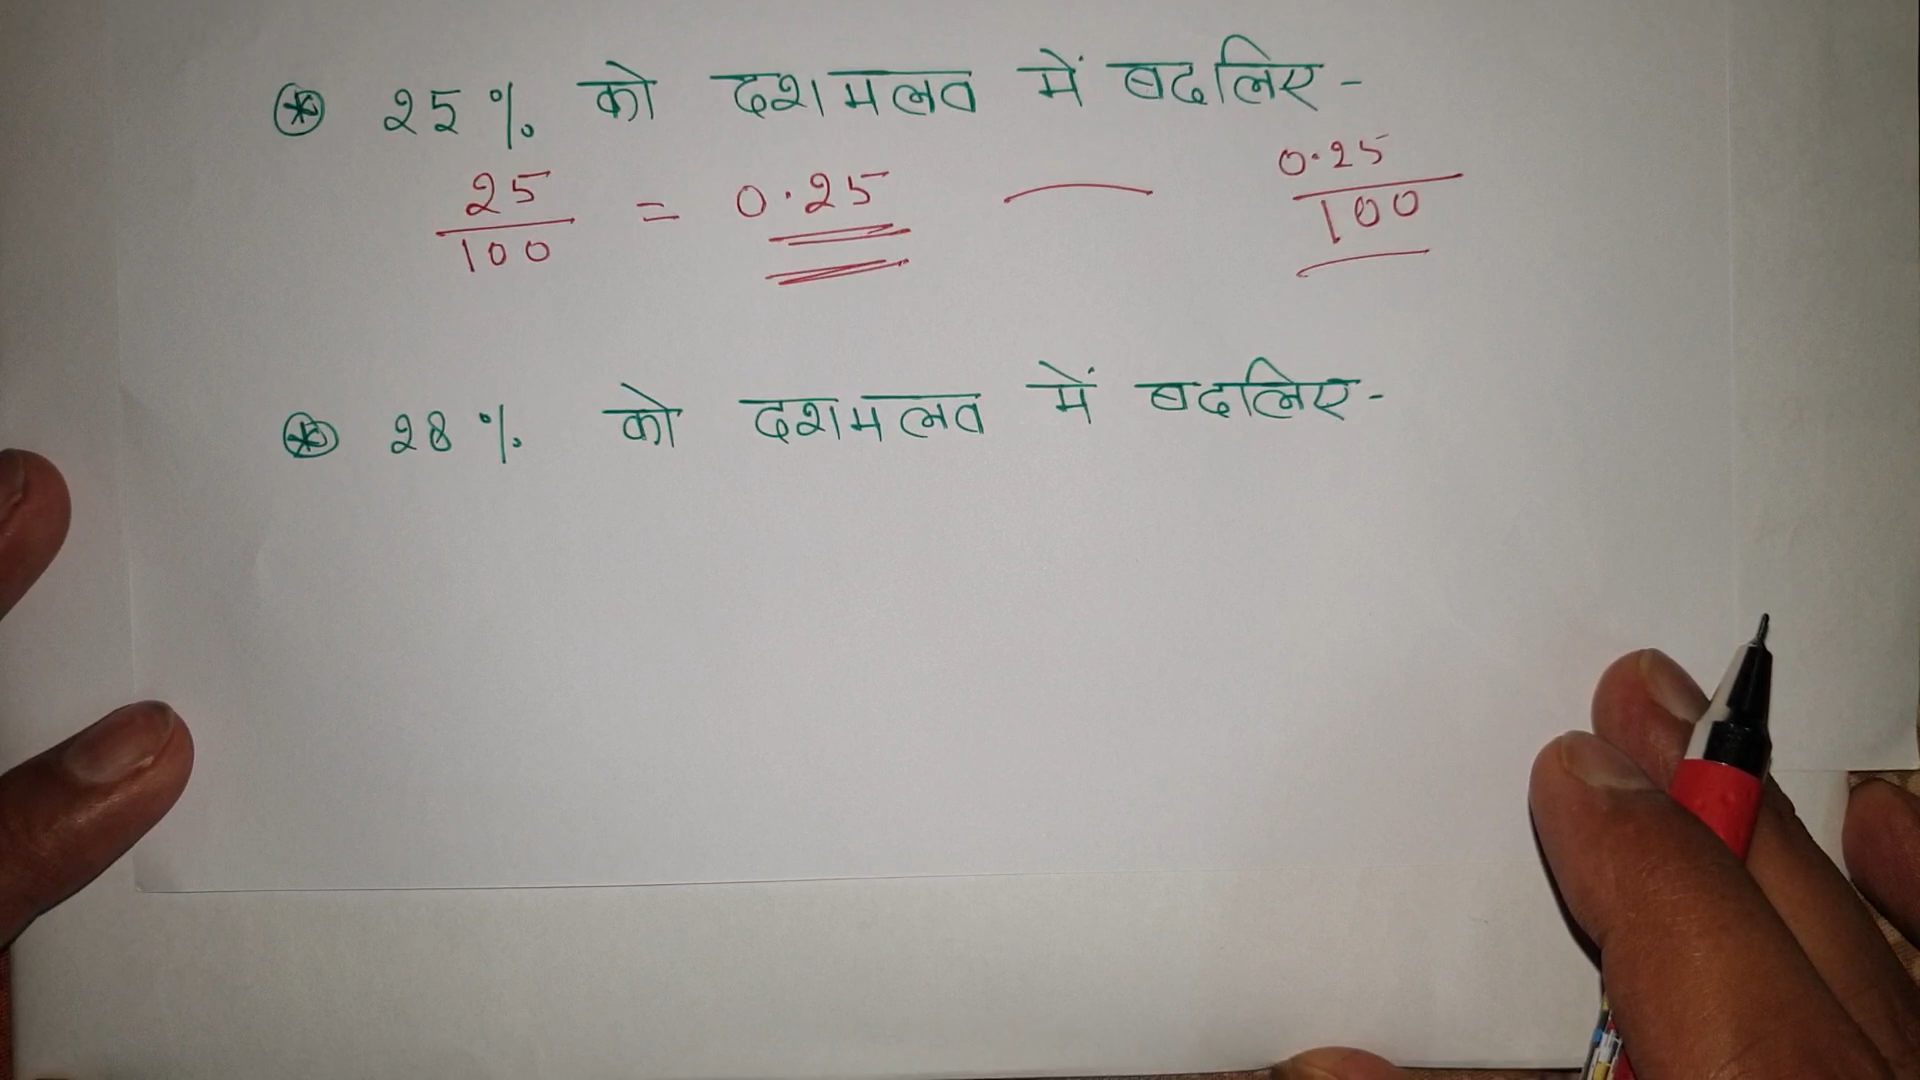 ⊛ 25% को दशमलव में बदलिए -
25/100 = 0.25 — 0.25/100
⊛ 28% को दशमलव में बदलिए -